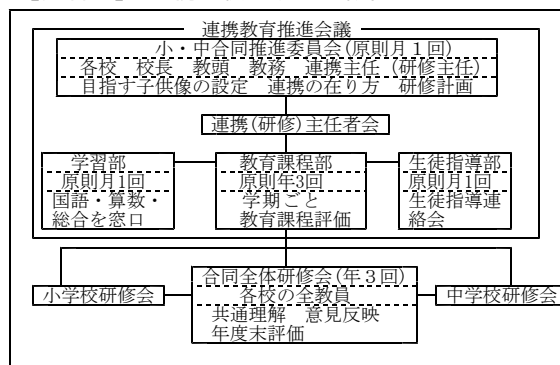 連携教育推進会議
小・中合同推進委員会(原則月1回)
各校 校長 教頭 教務 連携主任 (研修主任)
目指す子供像の設定 連携の在り方 研修計画
連携(研修)主任者会
学習部
原則月1回
国語・算数・
総合を窓口
教育課程部
原則年3回
学期ごと
教育課程評価
生徒指導部
原則月1回
生徒指導連
絡会
小学校研修会
合同全体研修会(年3回)
各校の全教員
共通理解 意見反映
年度末評価
中学校研修会